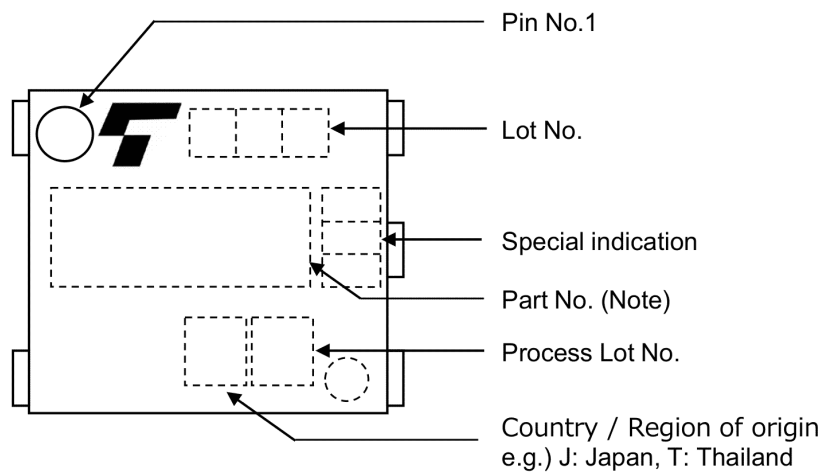 Pin No.1
Lot No.
Special indication
Part No. (Note)
Process Lot No.
Country / Region of origin
e.g.) J: Japan, T: Thailand